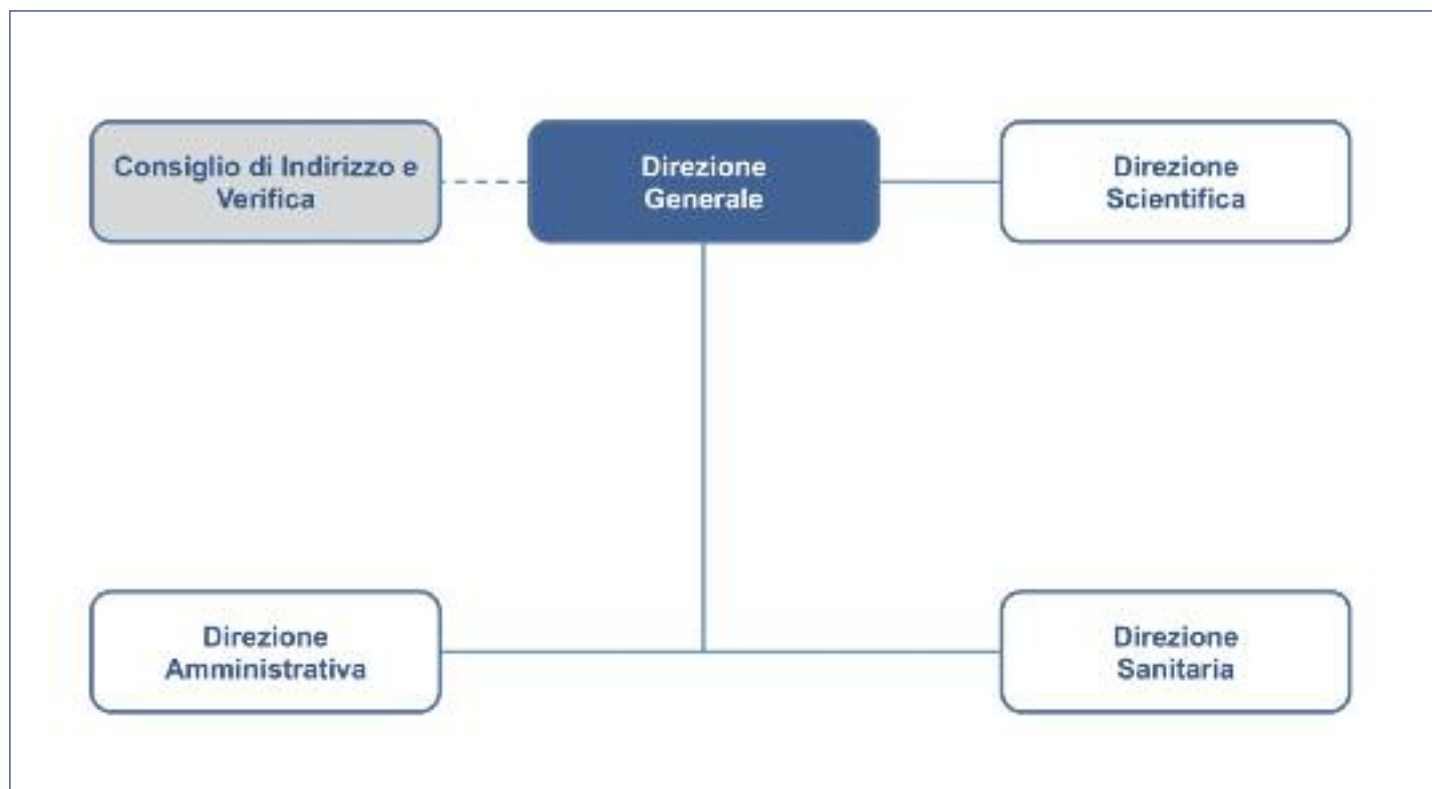 Consiglio di Indirizzo e
Verifica
Direzione
Generale
Direzione
Scientifica
Direzione
Amministrativa
Direzione
Sanitaria